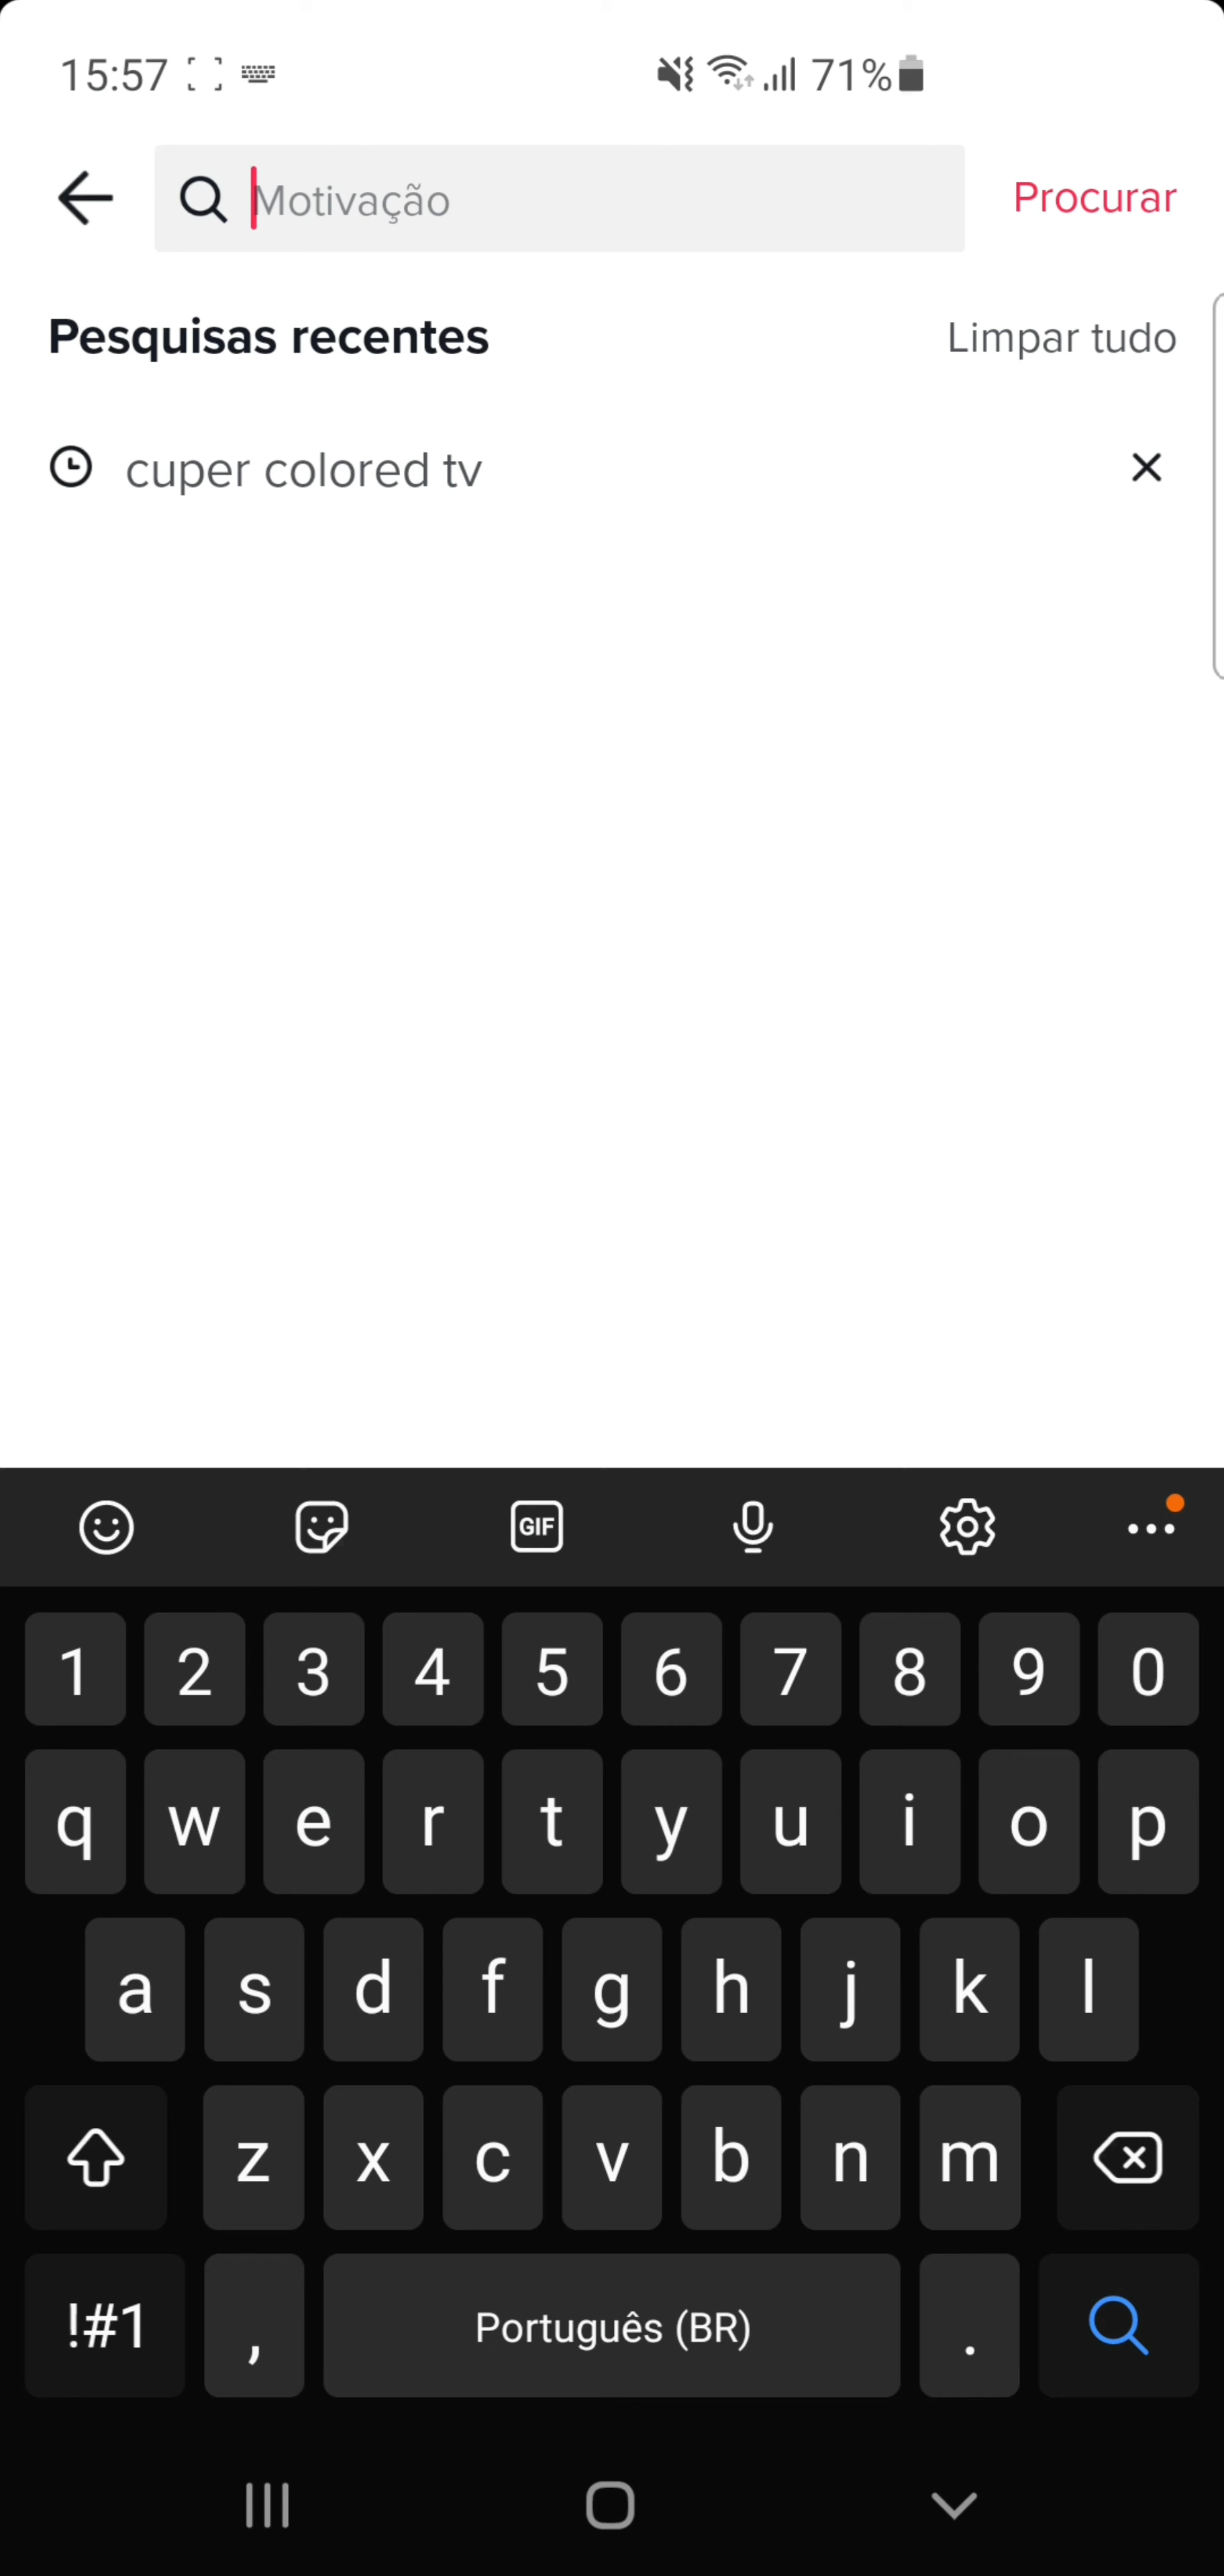 15:57 71%
Motivação Procurar
Pesquisas recentes Limpar tudo
cuper colored tv
GIF
1 2 3 4 5 6 7 8 9 0
q w e r t y u i o p
a s d f g h j k l
z x c v b n m
!#1 , Português (BR) .